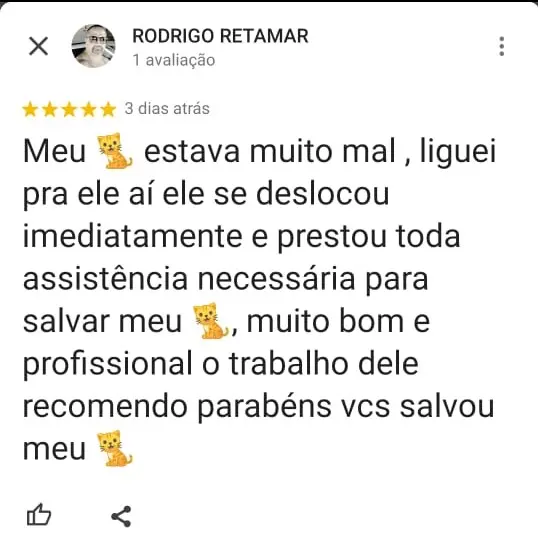 RODRIGO RETAMAR
1 avaliação
3 dias atrás
Meu 🐈 estava muito mal , liguei
pra ele aí ele se deslocou
imediatamente e prestou toda
assistência necessária para
salvar meu 🐈, muito bom e
profissional o trabalho dele
recomendo parabéns vcs salvou
meu 🐈